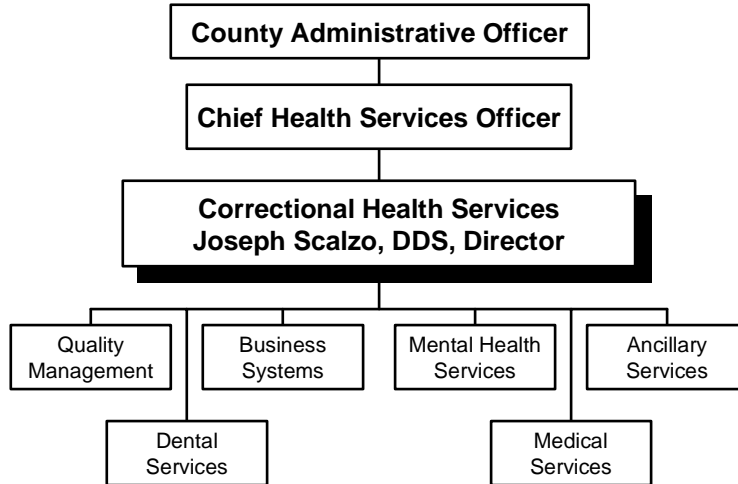 County Administrative Officer
Chief Health Services Officer
Correctional Health Services
Joseph Scalzo, DDS, Director
Quality
Management
Business
Systems
Mental Health
Services
Ancillary
Services
Dental
Services
Medical
Services